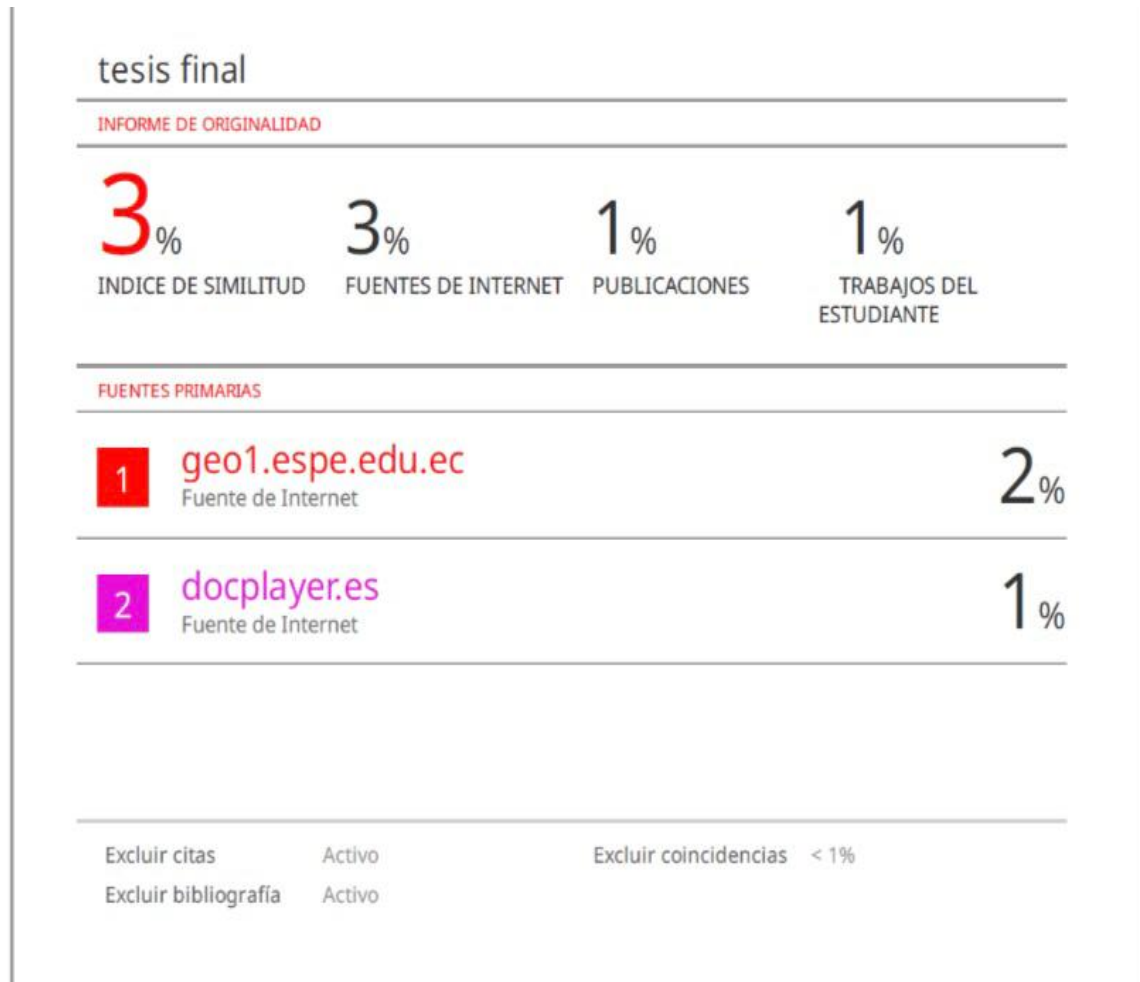 tesis final
INFORME DE ORIGINALIDAD
3% 3% 1% 1%
INDICE DE SIMILITUD FUENTES DE INTERNET PUBLICACIONES TRABAJOS DEL
ESTUDIANTE
FUENTES PRIMARIAS
1 geo1.espe.edu.ec 2%
Fuente de Internet
2 docplayer.es 1%
Fuente de Internet
Excluir citas Activo Excluir coincidencias < 1%
Excluir bibliografía Activo